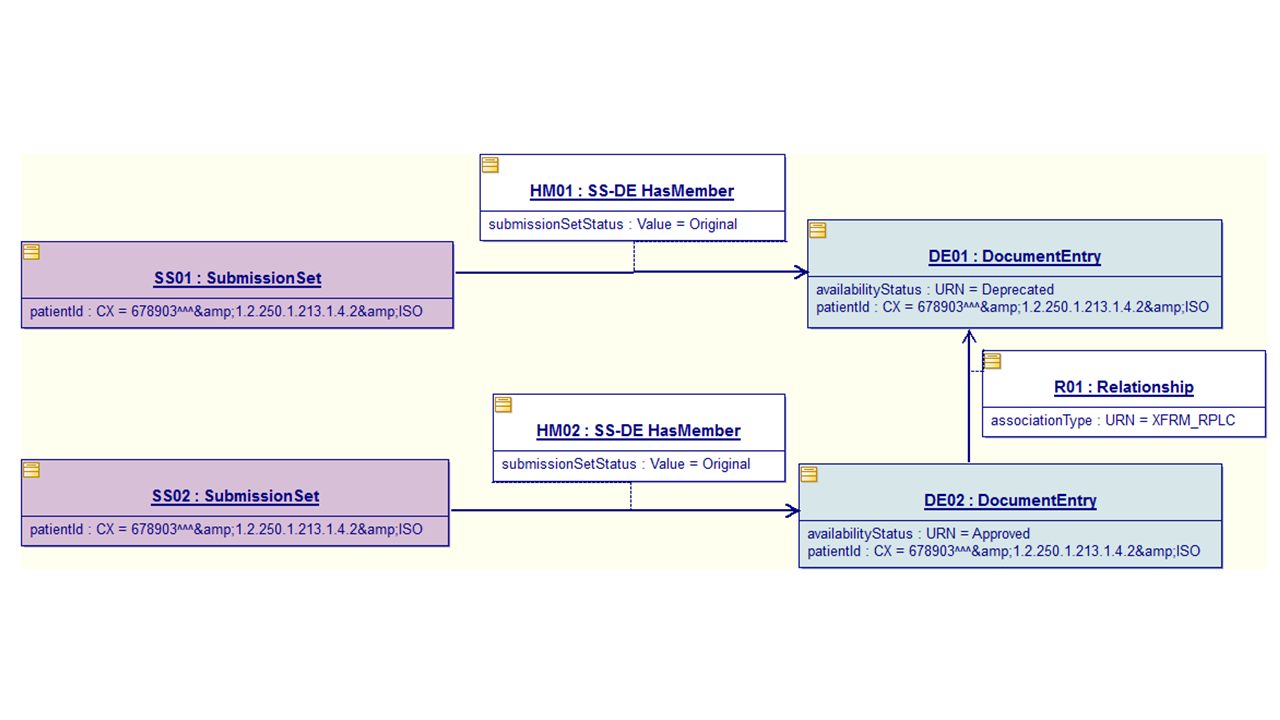 HM01 : SS-DE HasMember
submissionSetStatus : Value = Original
DE01 : DocumentEntry
availabilityStatus : URN = Deprecated
patientId : CX = 678903^^^&amp;1.2.250.1.213.1.4.2&amp;ISO
SS01 : SubmissionSet
patientId : CX = 678903^^^&amp;1.2.250.1.213.1.4.2&amp;ISO
R01 : Relationship
associationType : URN = XFRM_RPLC
HM02 : SS-DE HasMember
submissionSetStatus : Value = Original
SS02 : SubmissionSet
patientId : CX = 678903^^^&amp;1.2.250.1.213.1.4.2&amp;ISO
DE02 : DocumentEntry
availabilityStatus : URN = Approved
patientId : CX = 678903^^^&amp;1.2.250.1.213.1.4.2&amp;ISO